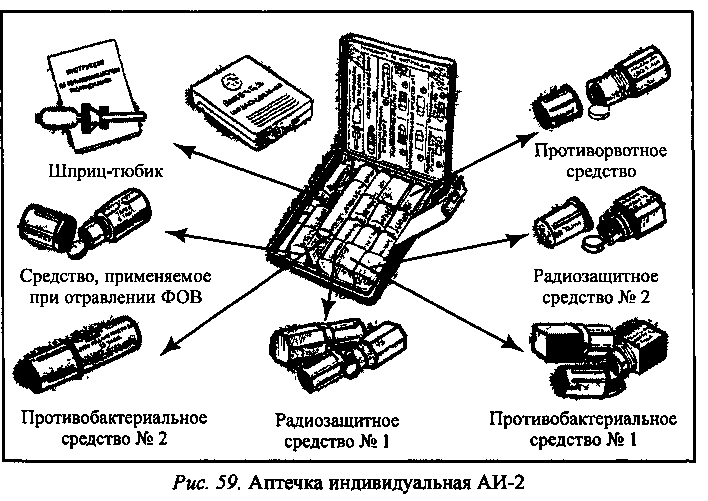 ИНСТРУКЦИЯ
Шприц-тюбик
Противорвотное
средство
Средство, применяемое
при отравлении ФОВ
Радиозащитное
средство № 2
Противобактериальное
средство № 2
Радиозащитное
средство № 1
Противобактериальное
средство № 1
Рис. 59. Аптечка индивидуальная АИ-2